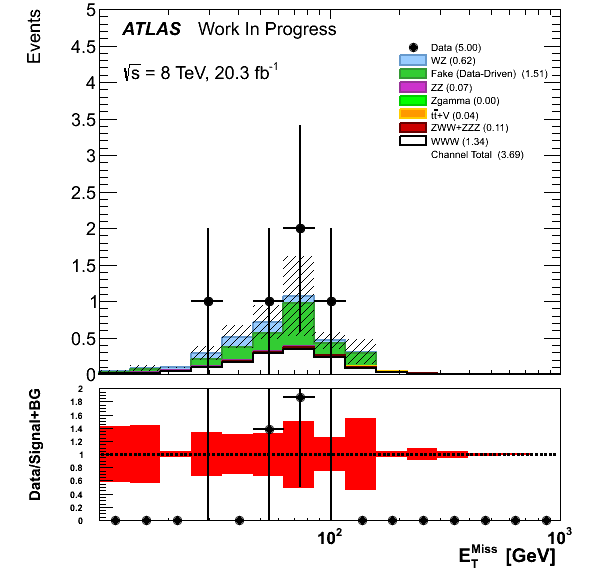 Events
ATLAS Work In Progress
√s = 8 TeV, 20.3 fb⁻¹
Data (5.00)
WZ (0.62)
Fake (Data-Driven) (1.51)
ZZ (0.07)
Zgamma (0.00)
tt̄+V (0.04)
ZWW+ZZZ (0.11)
WWW (1.34)
Channel Total (3.69)
5
4.5
4
3.5
3
2.5
2
1.5
1
0.5
0
Data/Signal+BG
2
1.8
1.6
1.4
1.2
1
0.8
0.6
0.4
0.2
0
10²
10³
E_T^Miss [GeV]